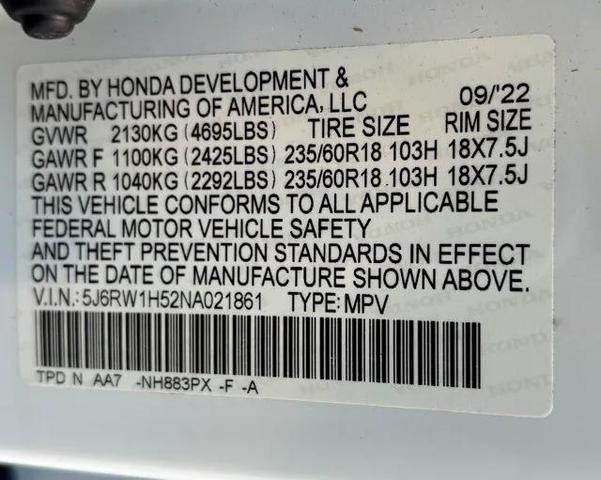 MFD. BY HONDA DEVELOPMENT &
MANUFACTURING OF AMERICA, LLC 09/'22
GVWR 2130KG (4695LBS) TIRE SIZE RIM SIZE
GAWR F 1100KG (2425LBS) 235/60R18 103H 18X7.5J
GAWR R 1040KG (2292LBS) 235/60R18 103H 18X7.5J
THIS VEHICLE CONFORMS TO ALL APPLICABLE
FEDERAL MOTOR VEHICLE SAFETY
AND THEFT PREVENTION STANDARDS IN EFFECT
ON THE DATE OF MANUFACTURE SHOWN ABOVE.
V.I.N.:5J6RW1H52NA021861 TYPE:MPV
TPD N AA7 -NH883PX -F -A